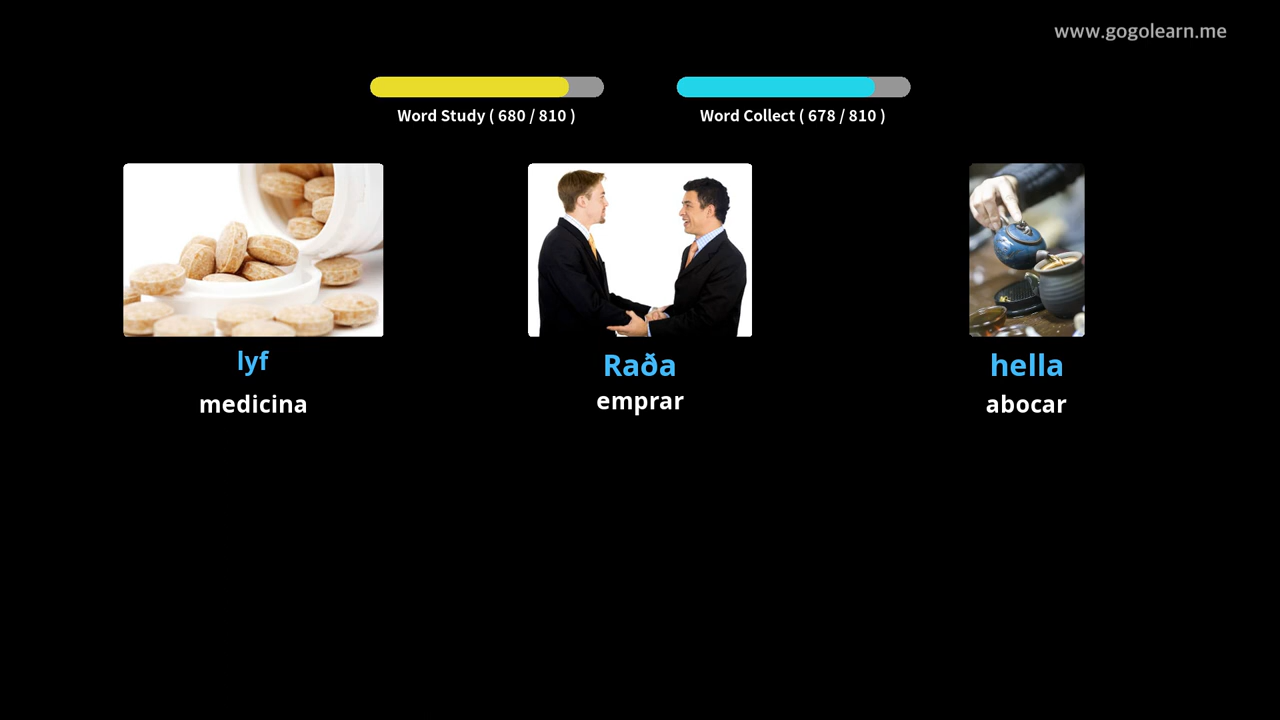 www.gogolearn.me
Word Study ( 680 / 810 )
Word Collect ( 678 / 810 )
lyf
medicina
Raða
emprar
hella
abocar